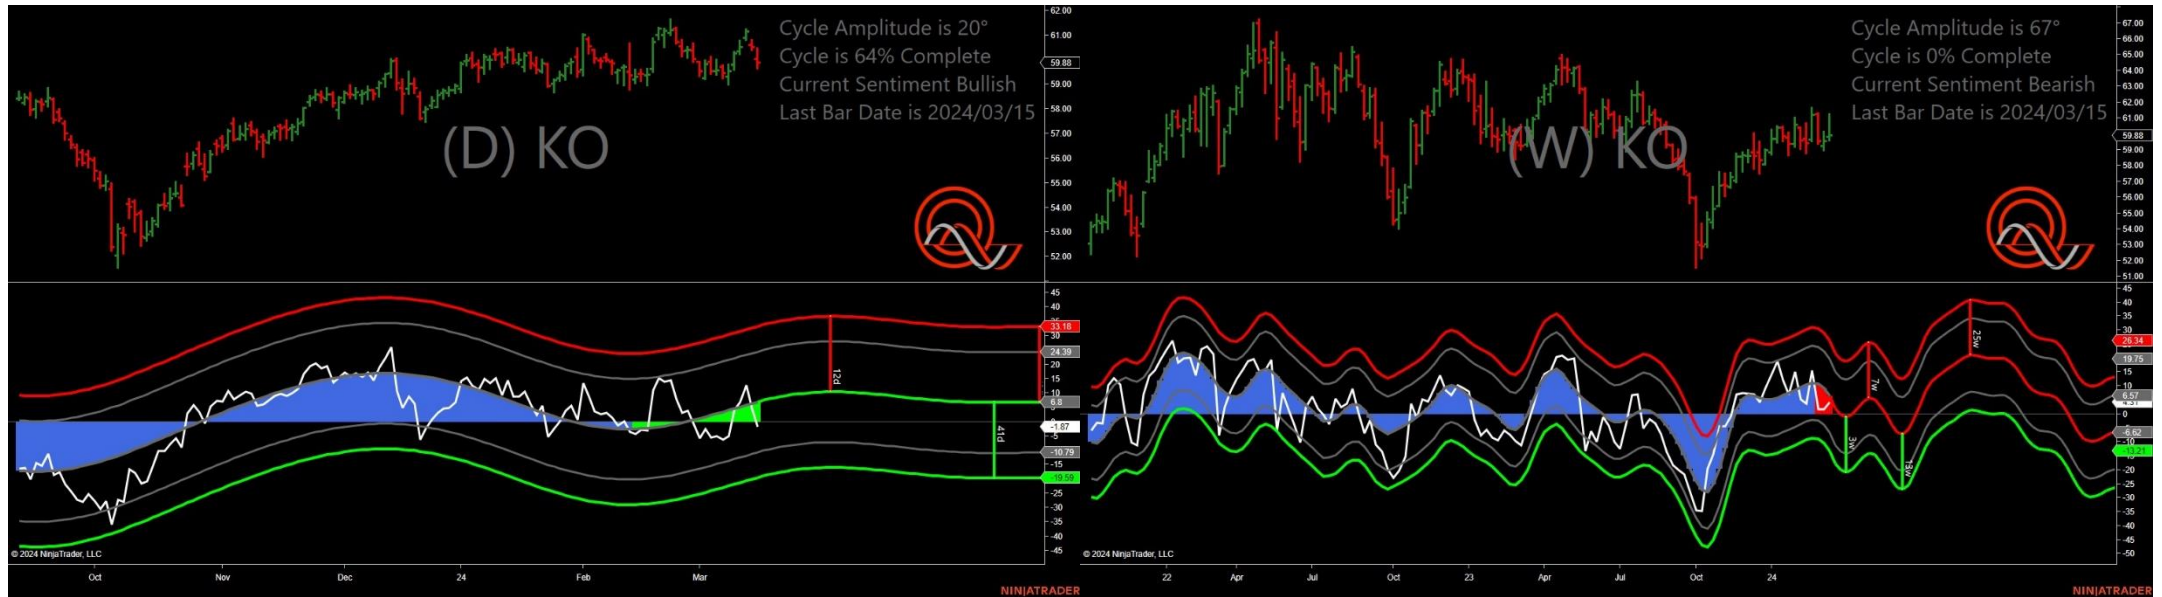 Cycle Amplitude is 20°
Cycle is 64% Complete
Current Sentiment Bullish
Last Bar Date is 2024/03/15
(D) KO
62.00
61.00
59.88
59.00
58.00
57.00
56.00
55.00
54.00
53.00
52.00
45
40
33.18
30
24.39
20
15
10
6.8
-1.87
-5
-10.79
-15
-19.59
-25
-30
-35
-40
-45
12d
41d
© 2024 NinjaTrader, LLC
Oct
Nov
Dec
24
Feb
Mar
NINJATRADER
Cycle Amplitude is 67°
Cycle is 0% Complete
Current Sentiment Bearish
Last Bar Date is 2024/03/15
(W) KO
67.00
66.00
65.00
64.00
63.00
62.00
61.00
59.88
59.00
58.00
57.00
56.00
55.00
54.00
53.00
52.00
51.00
45
40
35
30
26.34
19.75
15
10
6.57
0
-6.62
-10
-13.21
-20
-25
-30
-35
-40
-45
-50
3w
7w
13w
25w
© 2024 NinjaTrader, LLC
22
Apr
Jul
Oct
23
Apr
Jul
Oct
24
NINJATRADER